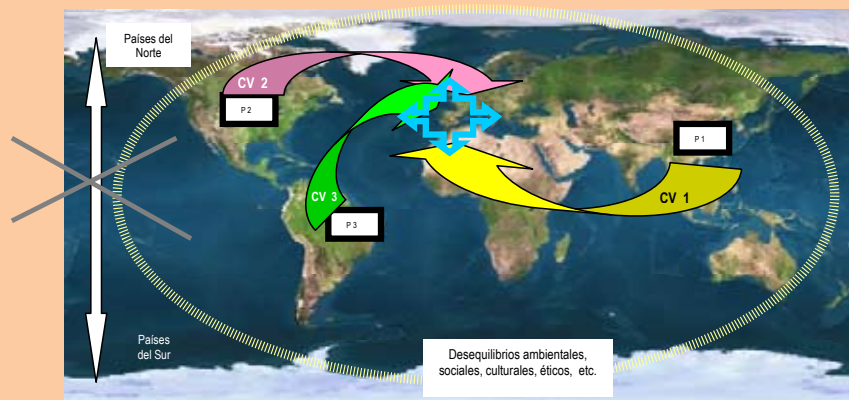 Países del
Norte
CV 2
P 2
P 1
CV 3
CV 1
P 3
Países
del Sur
Desequilibrios ambientales,
sociales, culturales, éticos, etc.